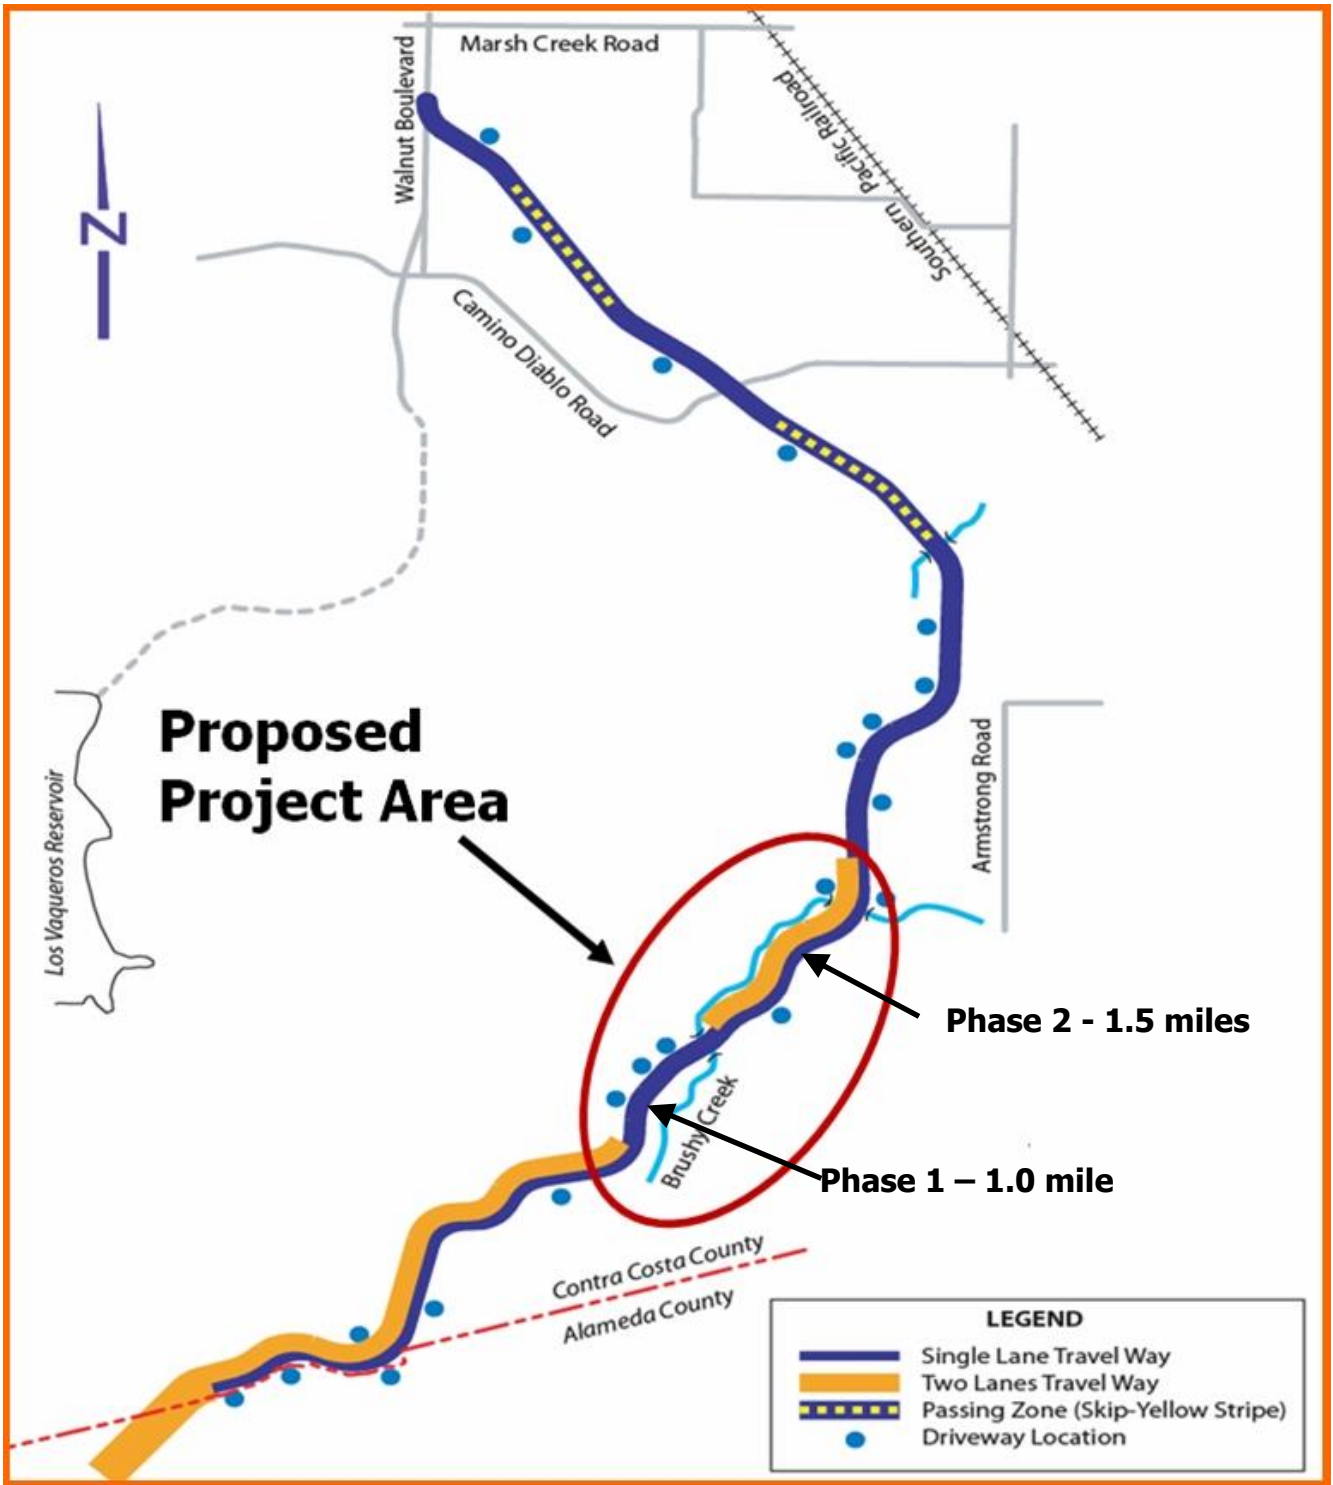 Marsh Creek Road
Walnut Boulevard
Southern Pacific Railroad
N
Camino Diablo Road
Proposed
Project Area
Los Vaqueros Reservoir
Armstrong Road
Phase 2 - 1.5 miles
Brushy Creek
Phase 1 – 1.0 mile
Contra Costa County
Alameda County
LEGEND
Single Lane Travel Way
Two Lanes Travel Way
Passing Zone (Skip-Yellow Stripe)
Driveway Location